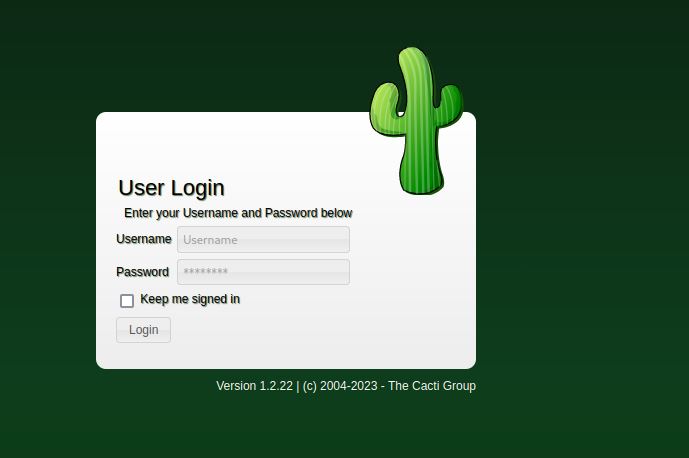 User Login
Enter your Username and Password below
Username Username
Password ********
Keep me signed in
Login
Version 1.2.22 | (c) 2004-2023 - The Cacti Group